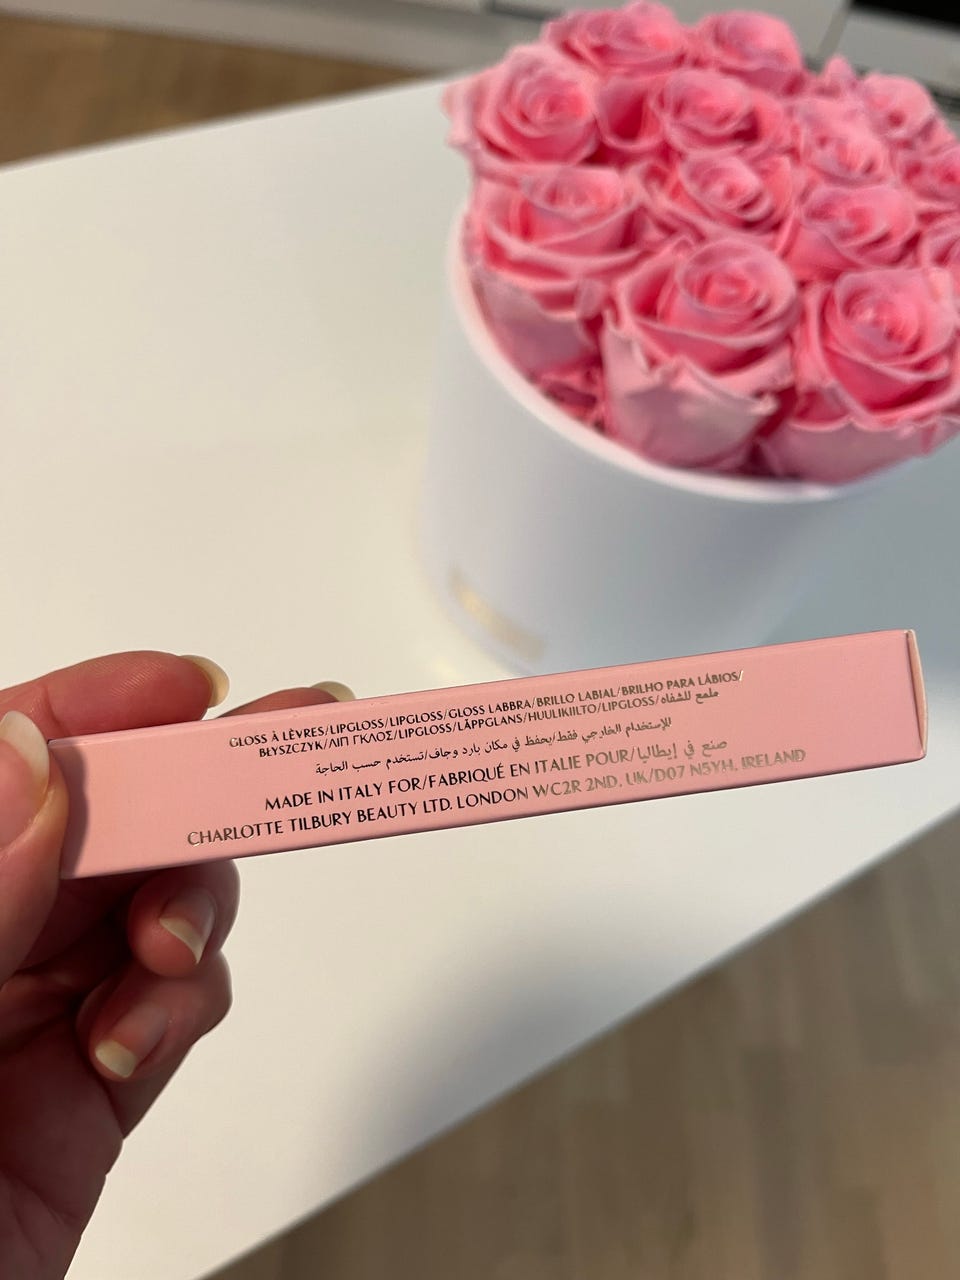 GLOSS À LÈVRES/LIPGLOSS/LIPGLOSS/GLOSS LABBRA/BRILLO LABIAL/BRILHO PARA LÁBIOS/
BŁYSZCZYK/ΛΙΠ ΓΚΛΟΣ/LIPGLOSS/LÄPPGLANS/HUULIKIILTO/LIPGLOSS/ملمع للشفاه
للإستخدام الخارجي فقط/يحفظ في مكان بارد وجاف/تستخدم حسب الحاجة
MADE IN ITALY FOR/FABRIQUÉ EN ITALIE POUR/صنع في إيطاليا
CHARLOTTE TILBURY BEAUTY LTD. LONDON WC2R 2ND, UK/D07 N5YH, IRELAND